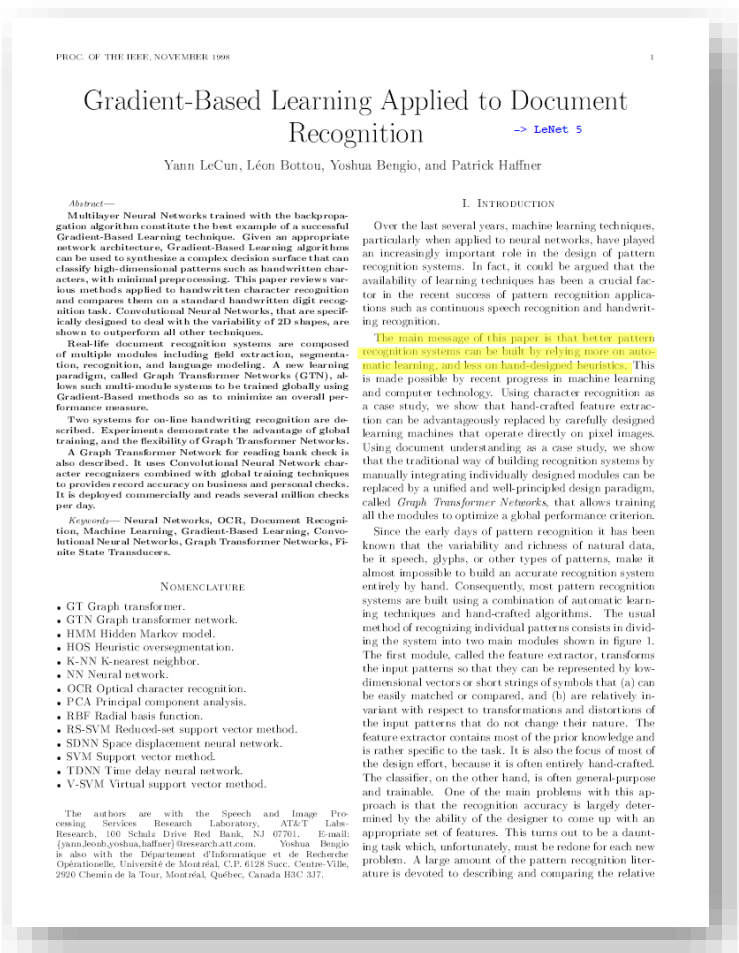 PROC. OF THE IEEE, NOVEMBER 1998
1
Gradient-Based Learning Applied to Document
Recognition
-> LeNet 5
Yann LeCun, Léon Bottou, Yoshua Bengio, and Patrick Haffner
Abstract—
Multilayer Neural Networks trained with the backpropa-
gation algorithm constitute the best example of a successful
Gradient-Based Learning technique. Given an appropriate
network architecture, Gradient-Based Learning algorithms
can be used to synthesize a complex decision surface that can
classify high-dimensional patterns such as handwritten char-
acters, with minimal preprocessing. This paper reviews var-
ious methods applied to handwritten character recognition
and compares them on a standard handwritten digit recog-
nition task. Convolutional Neural Networks, that are specif-
ically designed to deal with the variability of 2D shapes, are
shown to outperform all other techniques.
Real-life document recognition systems are composed
of multiple modules including field extraction, segmenta-
tion, recognition, and language modeling. A new learning
paradigm, called Graph Transformer Networks (GTN), al-
lows such multi-module systems to be trained globally using
Gradient-Based methods so as to minimize an overall per-
formance measure.
Two systems for on-line handwriting recognition are de-
scribed. Experiments demonstrate the advantage of global
training, and the flexibility of Graph Transformer Networks.
A Graph Transformer Network for reading bank check is
also described. It uses Convolutional Neural Network char-
acter recognizers combined with global training techniques
to provides record accuracy on business and personal checks.
It is deployed commercially and reads several million checks
per day.
Keywords— Neural Networks, OCR, Document Recogni-
tion, Machine Learning, Gradient-Based Learning, Convo-
lutional Neural Networks, Graph Transformer Networks, Fi-
nite State Transducers.
Nomenclature
• GT Graph transformer.
• GTN Graph transformer network.
• HMM Hidden Markov model.
• HOS Heuristic oversegmentation.
• K-NN K-nearest neighbor.
• NN Neural network.
• OCR Optical character recognition.
• PCA Principal component analysis.
• RBF Radial basis function.
• RS-SVM Reduced-set support vector method.
• SDNN Space displacement neural network.
• SVM Support vector method.
• TDNN Time delay neural network.
• V-SVM Virtual support vector method.
The authors are with the Speech and Image Pro-
cessing Services Research Laboratory, AT&T Labs-
Research, 100 Schulz Drive Red Bank, NJ 07701. E-mail:
{yann,leonb,yoshua,haffner}@research.att.com. Yoshua Bengio
is also with the Département d'Informatique et de Recherche
Opérationelle, Université de Montréal, C.P. 6128 Succ. Centre-Ville,
2920 Chemin de la Tour, Montréal, Québec, Canada H3C 3J7.
I. Introduction
Over the last several years, machine learning techniques,
particularly when applied to neural networks, have played
an increasingly important role in the design of pattern
recognition systems. In fact, it could be argued that the
availability of learning techniques has been a crucial fac-
tor in the recent success of pattern recognition applica-
tions such as continuous speech recognition and handwrit-
ing recognition.
The main message of this paper is that better pattern
recognition systems can be built by relying more on auto-
matic learning, and less on hand-designed heuristics. This
is made possible by recent progress in machine learning
and computer technology. Using character recognition as
a case study, we show that hand-crafted feature extrac-
tion can be advantageously replaced by carefully designed
learning machines that operate directly on pixel images.
Using document understanding as a case study, we show
that the traditional way of building recognition systems by
manually integrating individually designed modules can be
replaced by a unified and well-principled design paradigm,
called Graph Transformer Networks, that allows training
all the modules to optimize a global performance criterion.
Since the early days of pattern recognition it has been
known that the variability and richness of natural data,
be it speech, glyphs, or other types of patterns, make it
almost impossible to build an accurate recognition system
entirely by hand. Consequently, most pattern recognition
systems are built using a combination of automatic learn-
ing techniques and hand-crafted algorithms. The usual
method of recognizing individual patterns consists in divid-
ing the system into two main modules shown in figure 1.
The first module, called the feature extractor, transforms
the input patterns so that they can be represented by low-
dimensional vectors or short strings of symbols that (a) can
be easily matched or compared, and (b) are relatively in-
variant with respect to transformations and distortions of
the input patterns that do not change their nature. The
feature extractor contains most of the prior knowledge and
is rather specific to the task. It is also the focus of most of
the design effort, because it is often entirely hand-crafted.
The classifier, on the other hand, is often general-purpose
and trainable. One of the main problems with this ap-
proach is that the recognition accuracy is largely deter-
mined by the ability of the designer to come up with an
appropriate set of features. This turns out to be a daunt-
ing task which, unfortunately, must be redone for each new
problem. A large amount of the pattern recognition liter-
ature is devoted to describing and comparing the relative